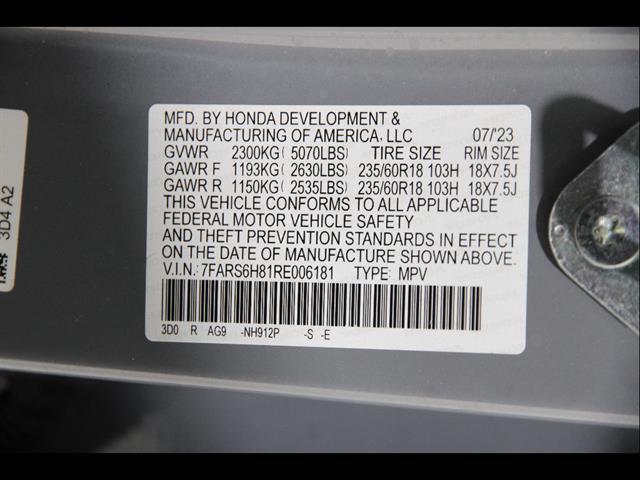 MFD. BY HONDA DEVELOPMENT &
MANUFACTURING OF AMERICA, LLC 07/'23
GVWR 2300KG( 5070LBS) TIRE SIZE RIM SIZE
GAWR F 1193KG( 2630LBS) 235/60R18 103H 18X7.5J
GAWR R 1150KG( 2535LBS) 235/60R18 103H 18X7.5J
THIS VEHICLE CONFORMS TO ALL APPLICABLE
FEDERAL MOTOR VEHICLE SAFETY
AND THEFT PREVENTION STANDARDS IN EFFECT
ON THE DATE OF MANUFACTURE SHOWN ABOVE.
V.I.N.: 7FARS6H81RE006181 TYPE: MPV
3D0 R AG9 -NH912P -S -E
3D4 A2